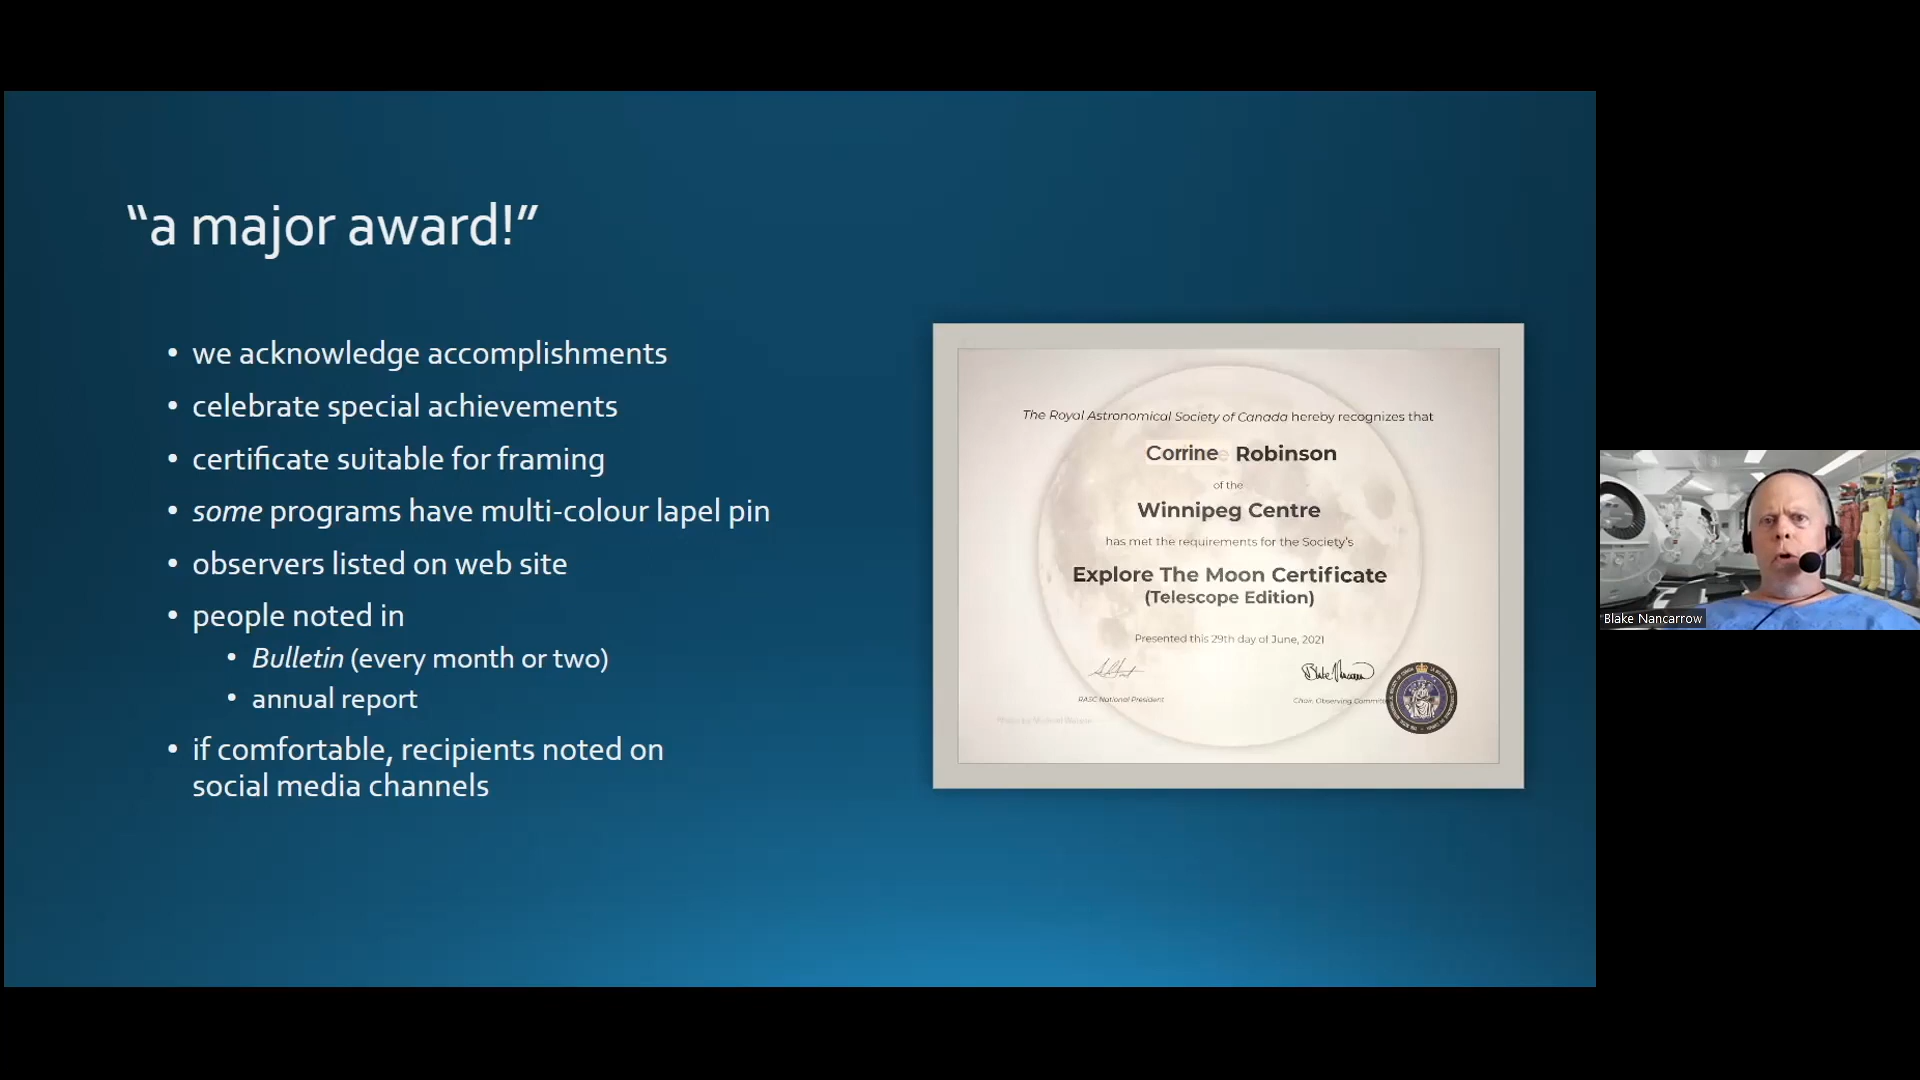 “a major award!”
• we acknowledge accomplishments
• celebrate special achievements
• certificate suitable for framing
• some programs have multi-colour lapel pin
• observers listed on web site
• people noted in
• Bulletin (every month or two)
• annual report
• if comfortable, recipients noted on
social media channels
The Royal Astronomical Society of Canada hereby recognizes that
Corrine Robinson
of the
Winnipeg Centre
has met the requirements for the Society's
Explore The Moon Certificate
(Telescope Edition)
Presented this 29th day of June, 2021
RASC National President
Chair, Observing Committe
Blake Nancarrow